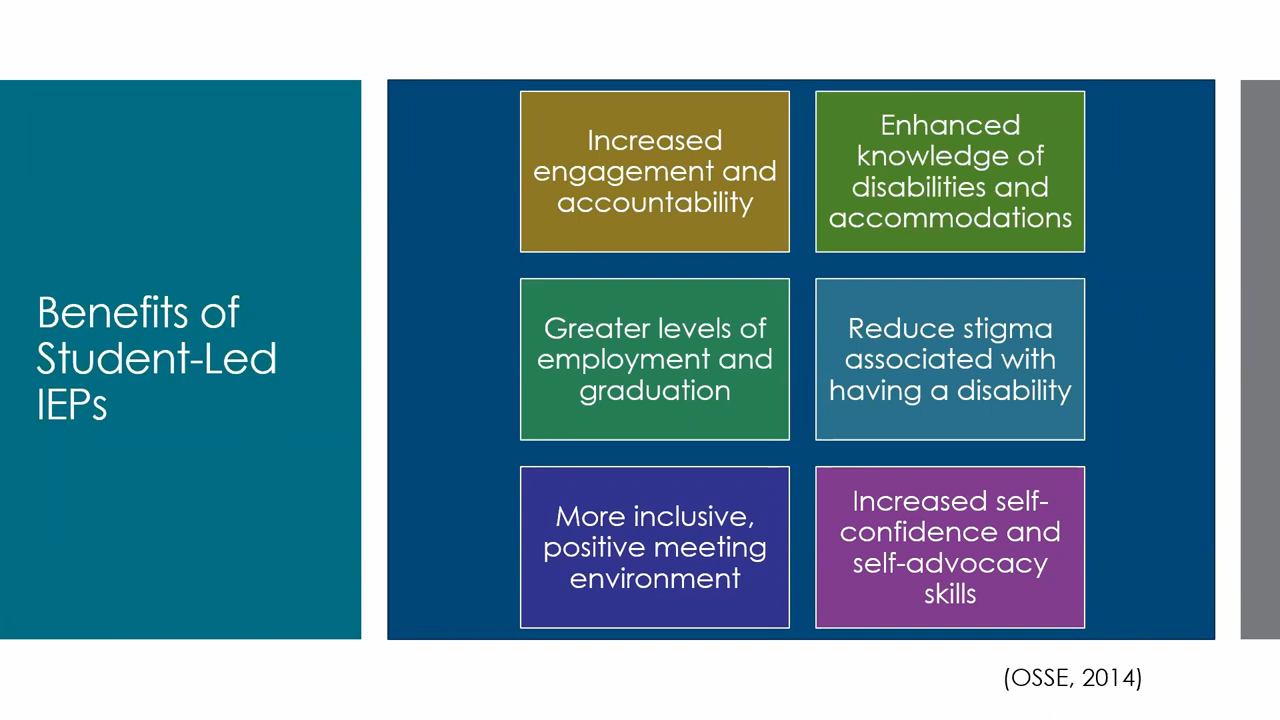 Benefits of
Student-Led
IEPs
Increased
engagement and
accountability
Enhanced
knowledge of
disabilities and
accommodations
Greater levels of
employment and
graduation
Reduce stigma
associated with
having a disability
More inclusive,
positive meeting
environment
Increased self-
confidence and
self-advocacy
skills
(OSSE, 2014)